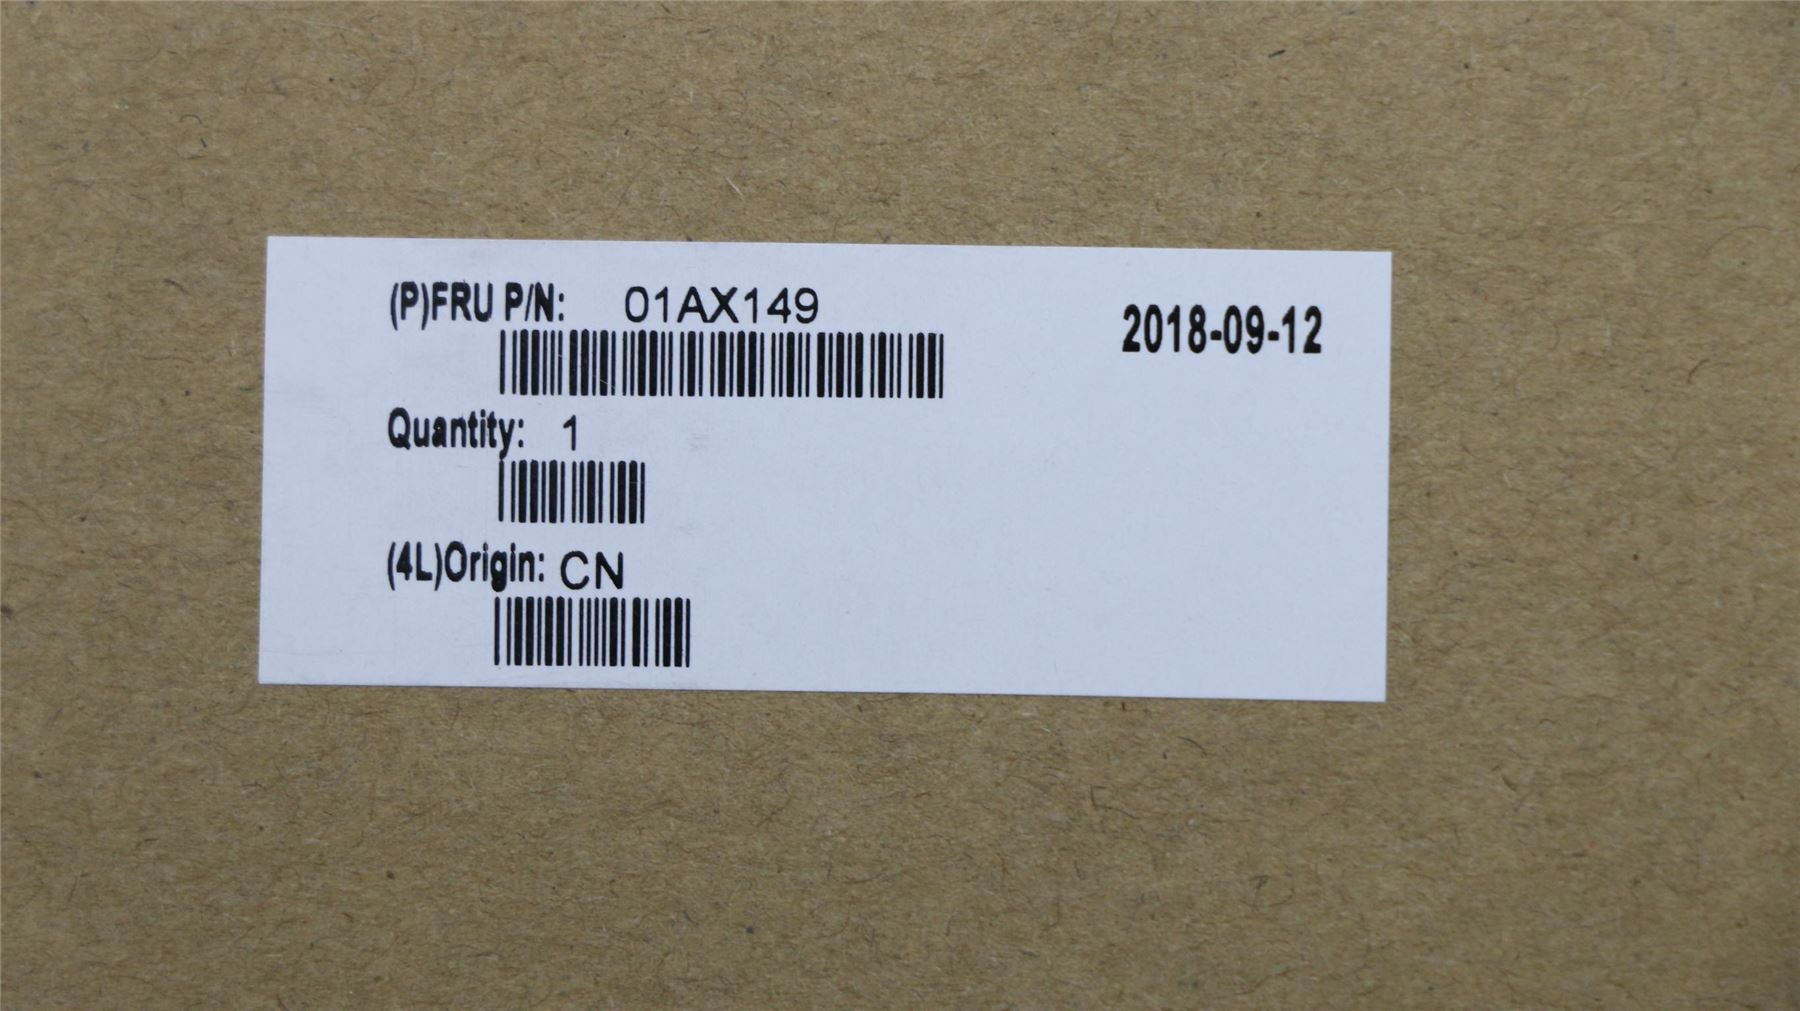 (P)FRU P/N: 01AX149
2018-09-12
Quantity: 1
(4L)Origin: CN